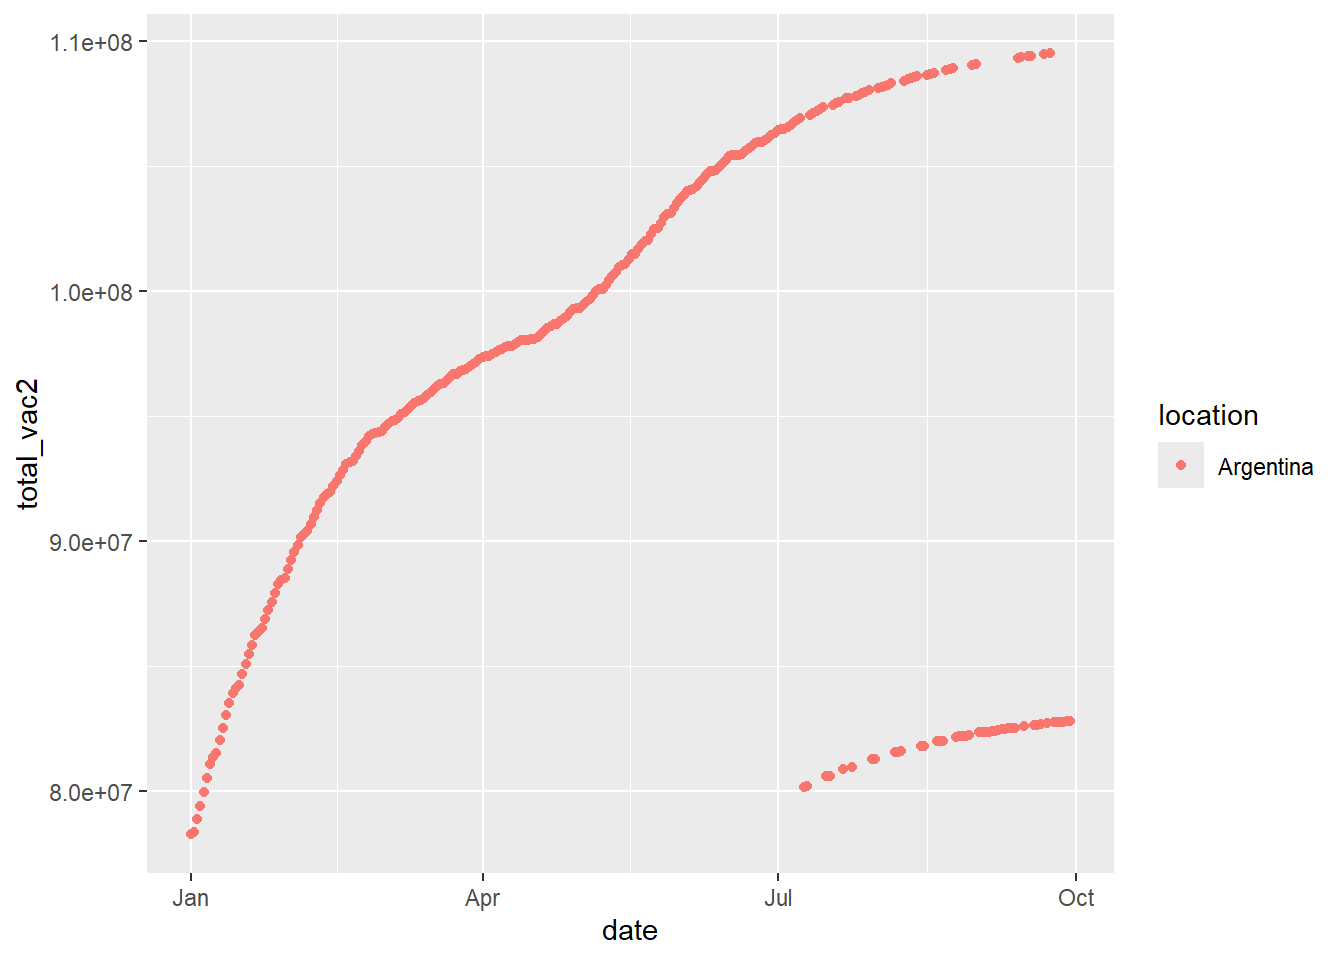 1.1e+08
1.0e+08
9.0e+07
8.0e+07
total_vac2
Jan
Apr
Jul
Oct
date
location
Argentina